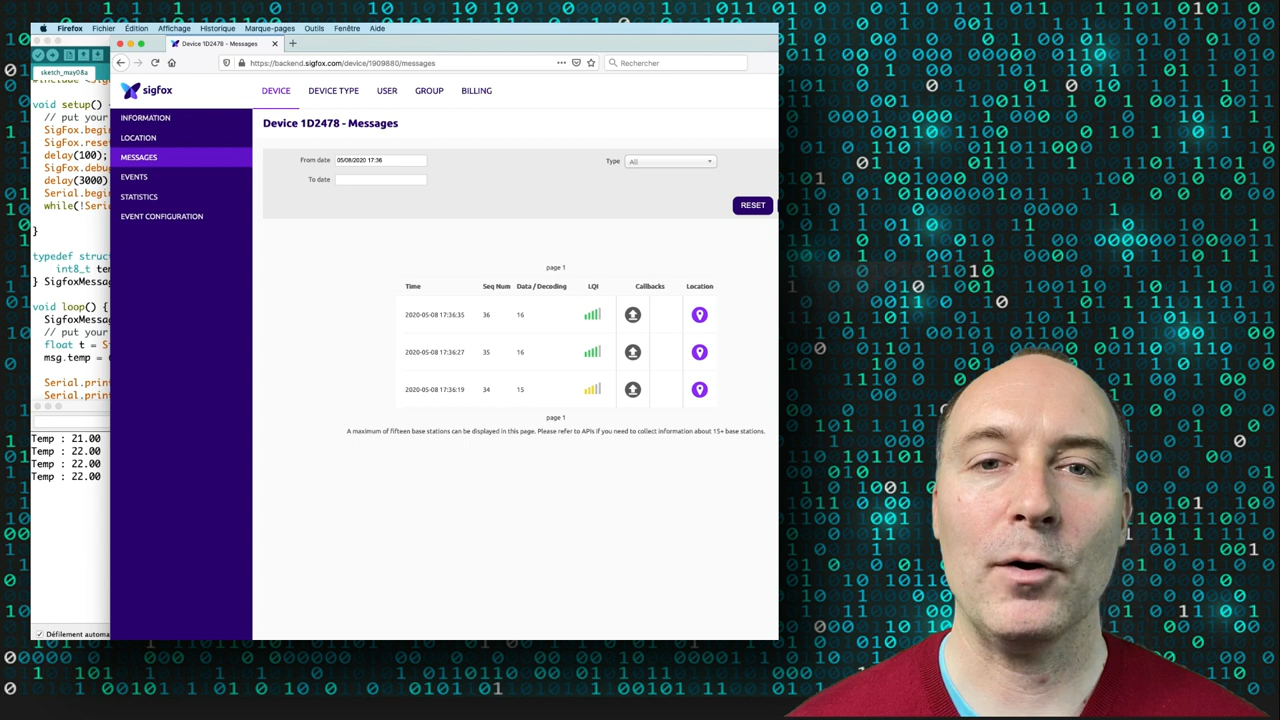 Firefox Fichier Édition Affichage Historique Marque-pages Outils Fenêtre Aide
Device 1D2478 - Messages
https://backend.sigfox.com/device/1909880/messages
Rechercher
sketch_may08a
sigfox
DEVICE DEVICE TYPE USER GROUP BILLING
INFORMATION
LOCATION
MESSAGES
EVENTS
STATISTICS
EVENT CONFIGURATION
Device 1D2478 - Messages
From date 05/08/2020 17:36
Type All
To date
RESET
page 1
Time Seq Num Data / Decoding LQI Callbacks Location
2020-05-08 17:36:35 36 16
2020-05-08 17:36:27 35 16
2020-05-08 17:36:19 34 15
page 1
A maximum of fifteen base stations can be displayed in this page. Please refer to APIs if you need to collect information about 15+ base stations.
void setup()
// put your
SigFox.begi
SigFox.rese
delay(100);
SigFox.debu
delay(3000)
Serial.begi
while(!Seri
}
typedef struc
int8_t tem
} SigfoxMessa
void loop() {
SigfoxMessa
// put your
float t = S
msg.temp =
Serial.prin
Serial.prin
Temp : 21.00
Temp : 22.00
Temp : 22.00
Temp : 22.00
Défilement automa